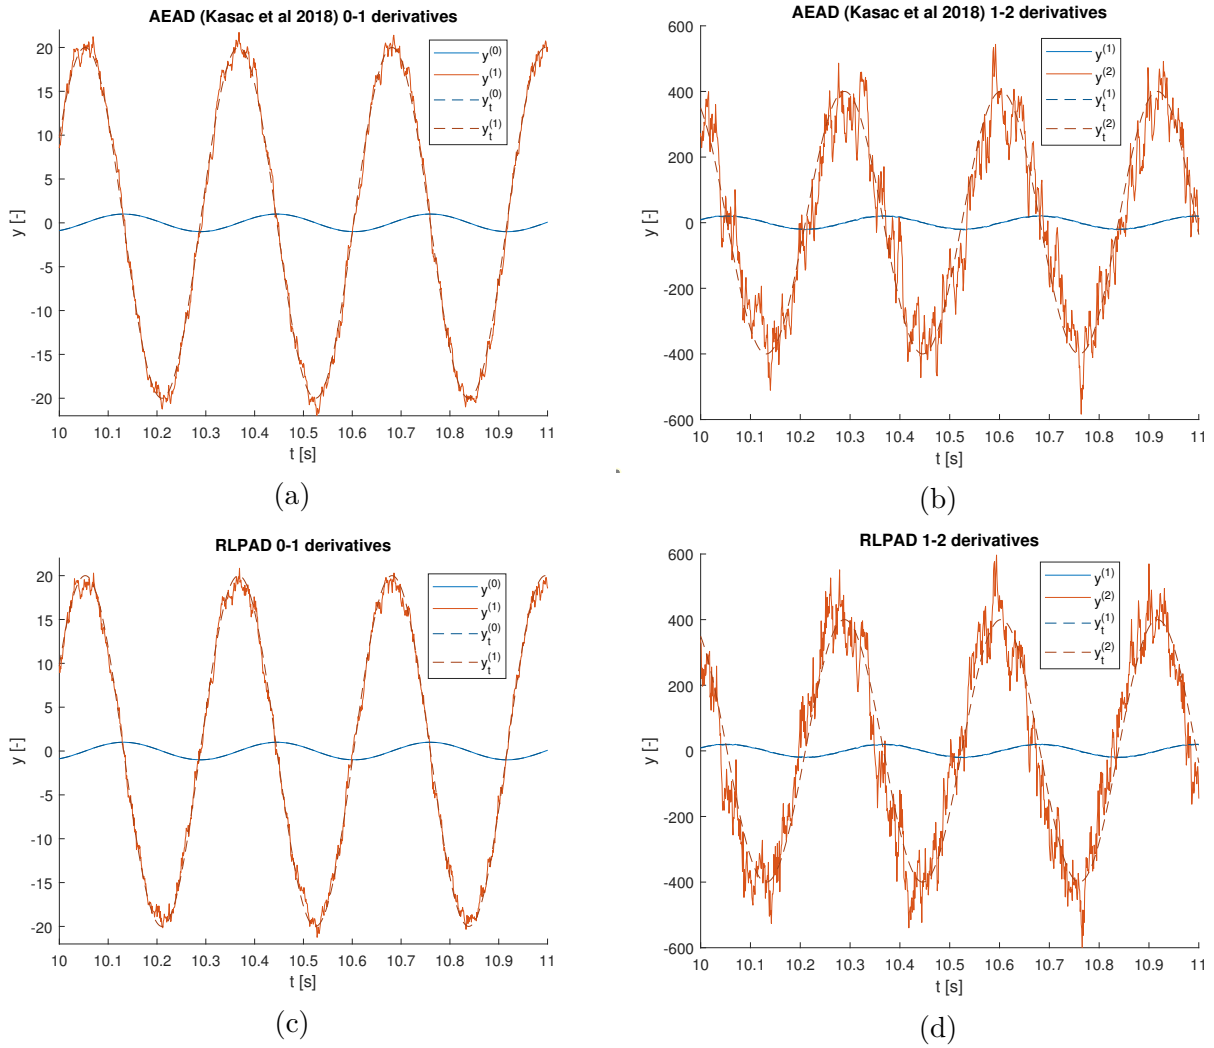 AEAD (Kasac et al 2018) 0-1 derivatives
20
15
10
5
0
-5
-10
-15
-20
y [-]
y^(0)
y^(1)
y_t^(0)
y_t^(1)
10 10.1 10.2 10.3 10.4 10.5 10.6 10.7 10.8 10.9 11
t [s]
(a)
AEAD (Kasac et al 2018) 1-2 derivatives
600
400
200
0
-200
-400
-600
y [-]
y^(1)
y^(2)
y_t^(1)
y_t^(2)
10 10.1 10.2 10.3 10.4 10.5 10.6 10.7 10.8 10.9 11
t [s]
(b)
RLPAD 0-1 derivatives
20
15
10
5
0
-5
-10
-15
-20
y [-]
y^(0)
y^(1)
y_t^(0)
y_t^(1)
10 10.1 10.2 10.3 10.4 10.5 10.6 10.7 10.8 10.9 11
t [s]
(c)
RLPAD 1-2 derivatives
600
400
200
0
-200
-400
-600
y [-]
y^(1)
y^(2)
y_t^(1)
y_t^(2)
10 10.1 10.2 10.3 10.4 10.5 10.6 10.7 10.8 10.9 11
t [s]
(d)